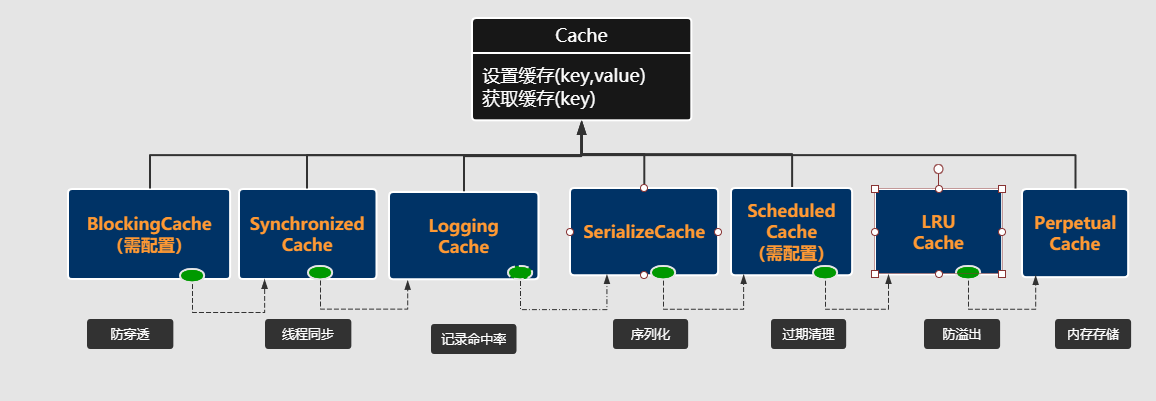 Cache
设置缓存(key,value)
获取缓存(key)
BlockingCache
(需配置)
Synchronized
Cache
Logging
Cache
SerializeCache
Scheduled
Cache
(需配置)
LRU
Cache
Perpetual
Cache
防穿透
线程同步
记录命中率
序列化
过期清理
防溢出
内存存储